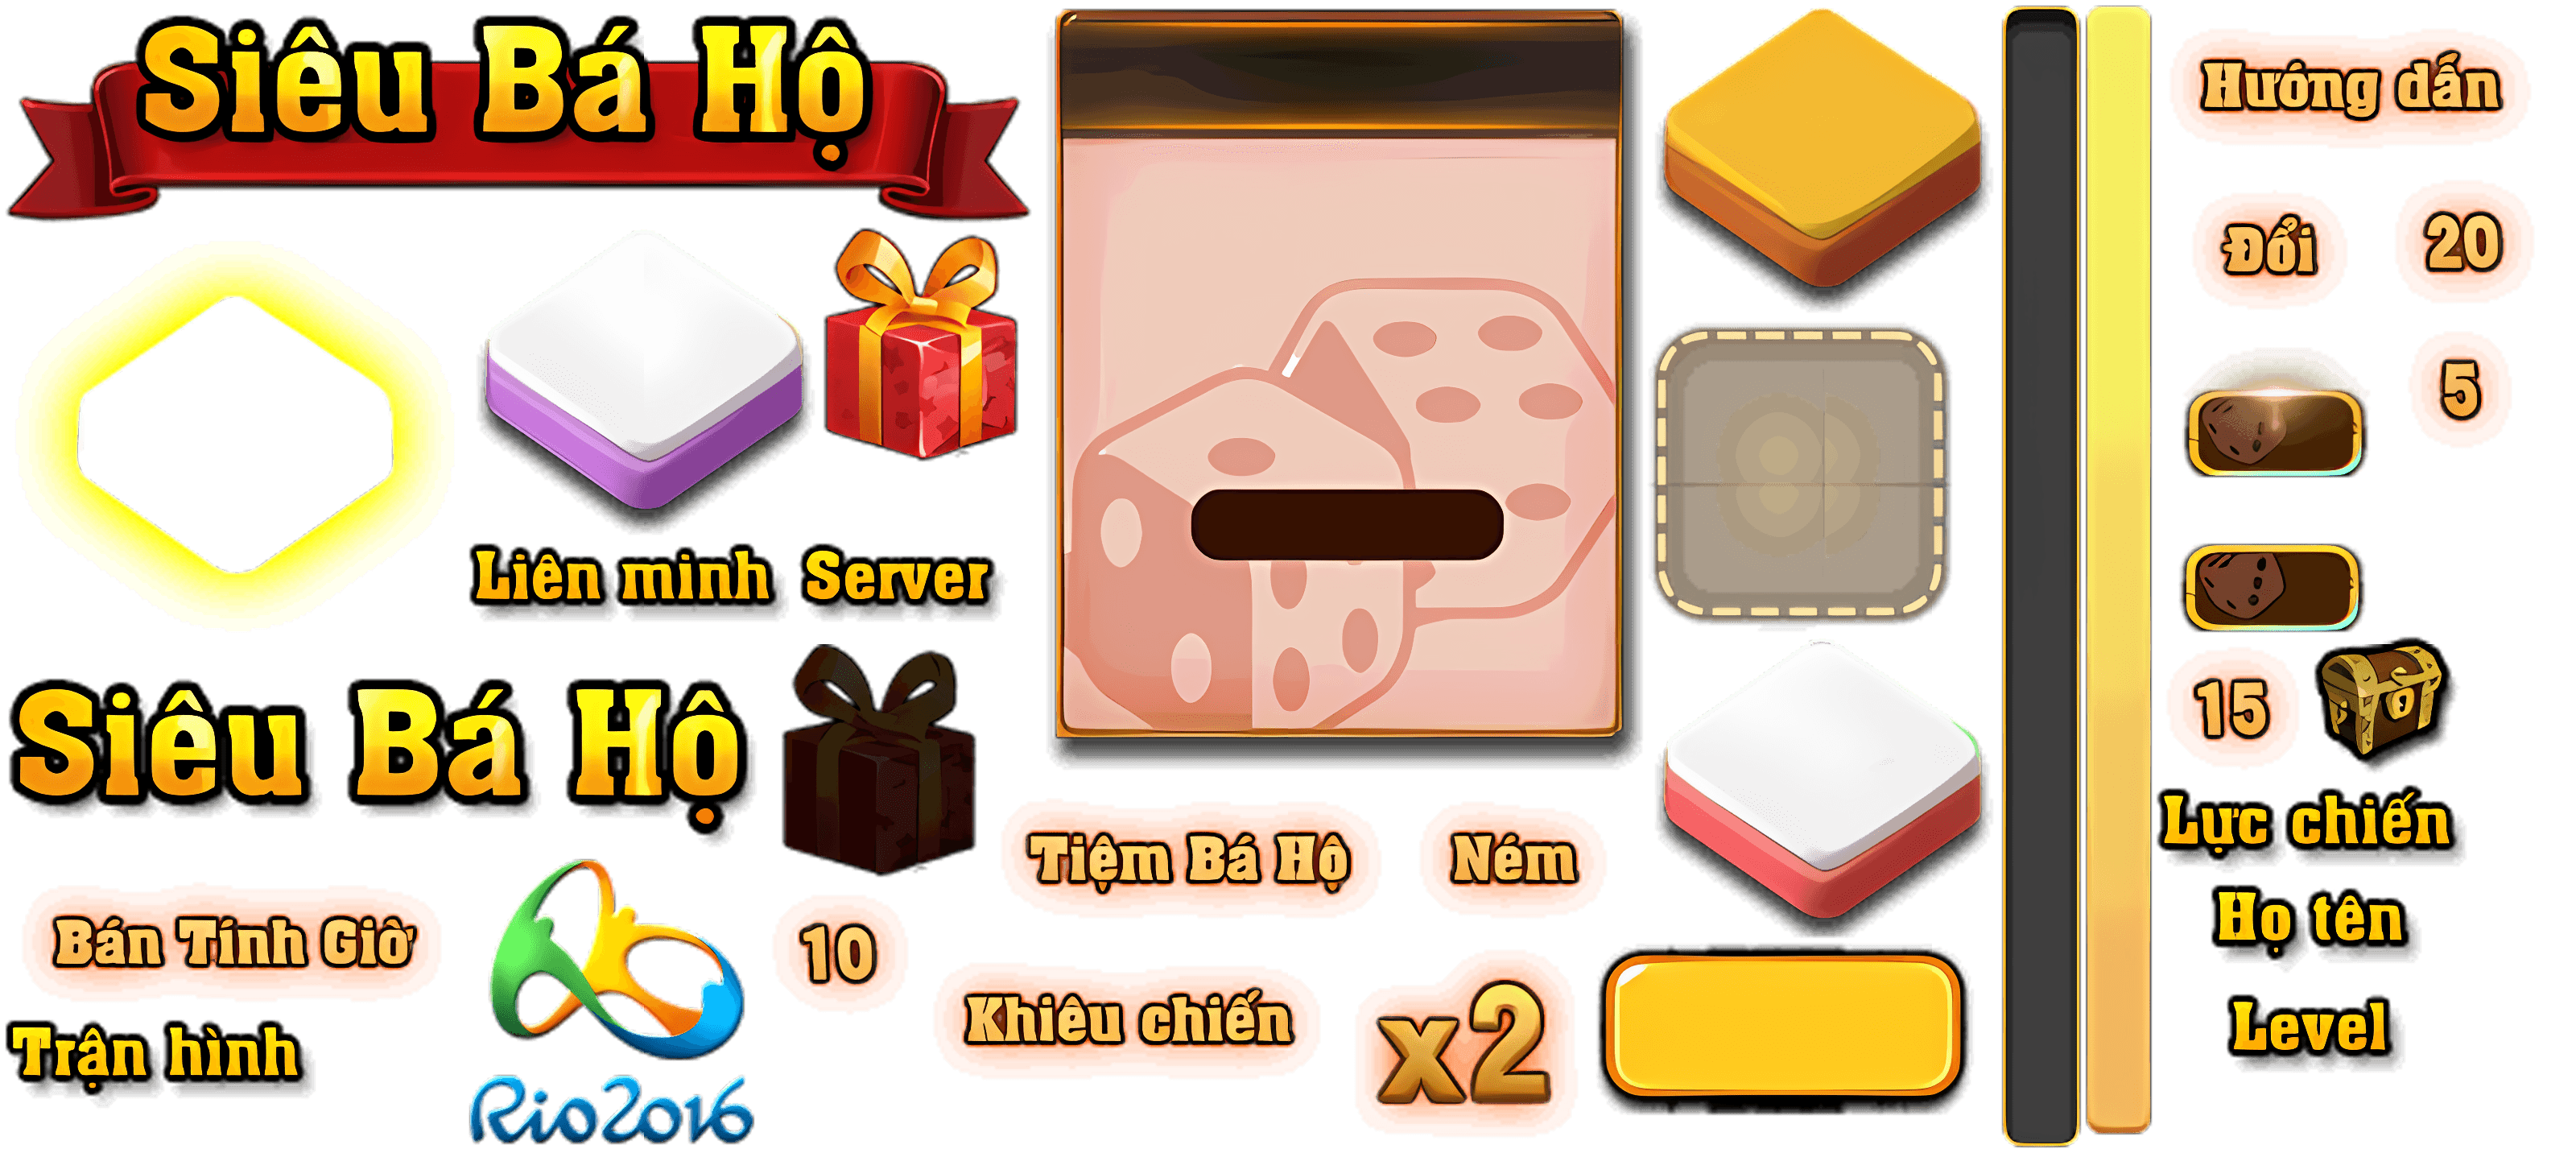 Siêu Bá Hộ
Hướng dẫn
Đổi
20
5
Liên minh
Server
Siêu Bá Hộ
15
Lực chiến
Tiệm Bá Hộ
Ném
Họ tên
Bán Tính Giờ
10
Khiêu chiến
x2
Level
Trận hình
Rio2016